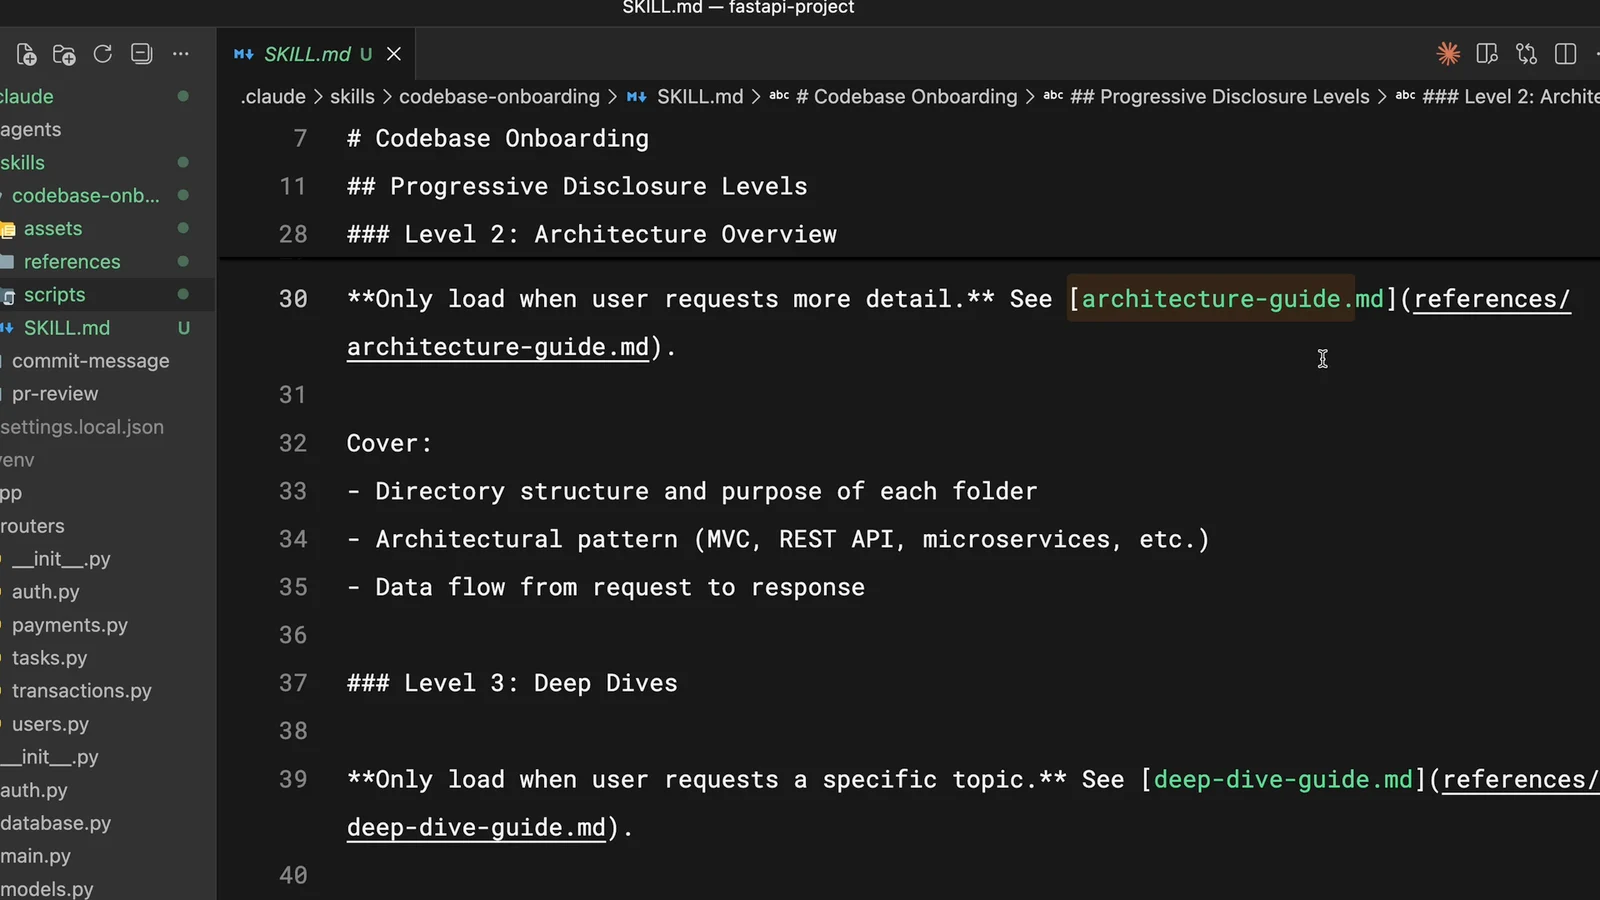 SKILL.md — fastapi-project
SKILL.md U
.claude > skills > codebase-onboarding > SKILL.md > abc # Codebase Onboarding > abc ## Progressive Disclosure Levels > abc ### Level 2: Archite
claude
agents
skills
codebase-onb...
assets
references
scripts
SKILL.md U
commit-message
pr-review
settings.local.json
venv
pp
routers
__init__.py
auth.py
payments.py
tasks.py
transactions.py
users.py
__init__.py
auth.py
database.py
main.py
models.py
7 # Codebase Onboarding
11 ## Progressive Disclosure Levels
28 ### Level 2: Architecture Overview
30 **Only load when user requests more detail.** See [architecture-guide.md](references/
architecture-guide.md).
31
32 Cover:
33 - Directory structure and purpose of each folder
34 - Architectural pattern (MVC, REST API, microservices, etc.)
35 - Data flow from request to response
36
37 ### Level 3: Deep Dives
38
39 **Only load when user requests a specific topic.** See [deep-dive-guide.md](references/
deep-dive-guide.md).
40